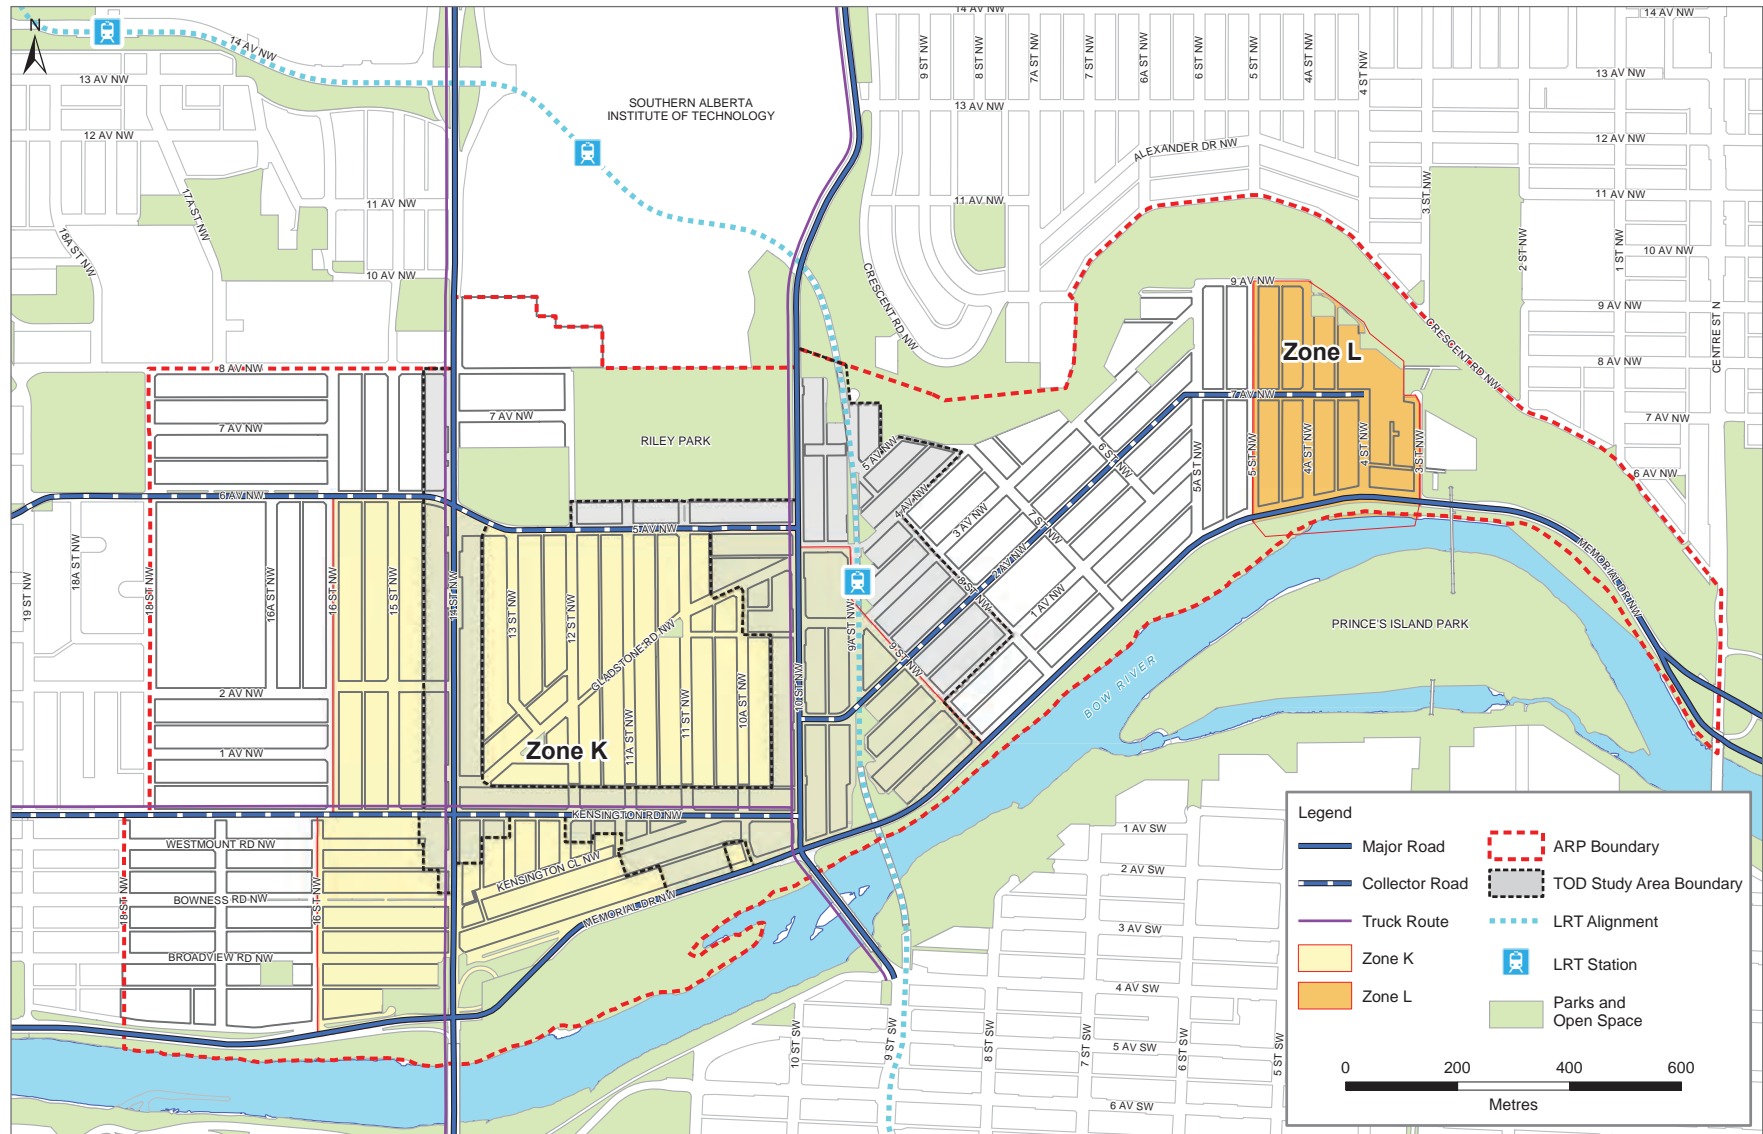 N
14 AV NW
14 AV NW
14 AV NW
13 AV NW
12 AV NW
11 AV NW
10 AV NW
17A ST NW
18A ST NW
SOUTHERN ALBERTA
INSTITUTE OF TECHNOLOGY
9 ST NW
8 ST NW
7A ST NW
7 ST NW
6A ST NW
6 ST NW
5 ST NW
4A ST NW
4 ST NW
13 AV NW
13 AV NW
12 AV NW
ALEXANDER DR NW
11 AV NW
11 AV NW
3 ST NW
2 ST NW
1 ST NW
10 AV NW
CRESCENT RD NW
9 AV NW
9 AV NW
CENTRE ST N
CRESCENT RD NW
Zone L
8 AV NW
8 AV NW
7 AV NW
7 AV NW
7 AV NW
7 AV NW
RILEY PARK
5 AV NW
6 ST NW
5A ST NW
5 ST NW
4A ST NW
4 ST NW
3 ST NW
6 AV NW
6 AV NW
5 AV NW
4 AV NW
3 AV NW
7 ST NW
2 AV NW
8 ST NW
1 AV NW
MEMORIAL DR NW
19 ST NW
18A ST NW
18 ST NW
16A ST NW
16 ST NW
15 ST NW
14 ST NW
13 ST NW
12 ST NW
GLADSTONE RD NW
11A ST NW
11 ST NW
10A ST NW
10 ST NW
9A ST NW
9 ST NW
PRINCE'S ISLAND PARK
BOW RIVER
2 AV NW
1 AV NW
Zone K
KENSINGTON RD NW
WESTMOUNT RD NW
KENSINGTON CL NW
BOWNESS RD NW
18 ST NW
16 ST NW
MEMORIAL DR NW
BROADVIEW RD NW
1 AV SW
2 AV SW
3 AV SW
4 AV SW
5 AV SW
6 AV SW
10 ST SW
9 ST SW
8 ST SW
7 ST SW
6 ST SW
5 ST SW
Legend
Major Road
Collector Road
Truck Route
Zone K
Zone L
ARP Boundary
TOD Study Area Boundary
LRT Alignment
LRT Station
Parks and
Open Space
0 200 400 600
Metres